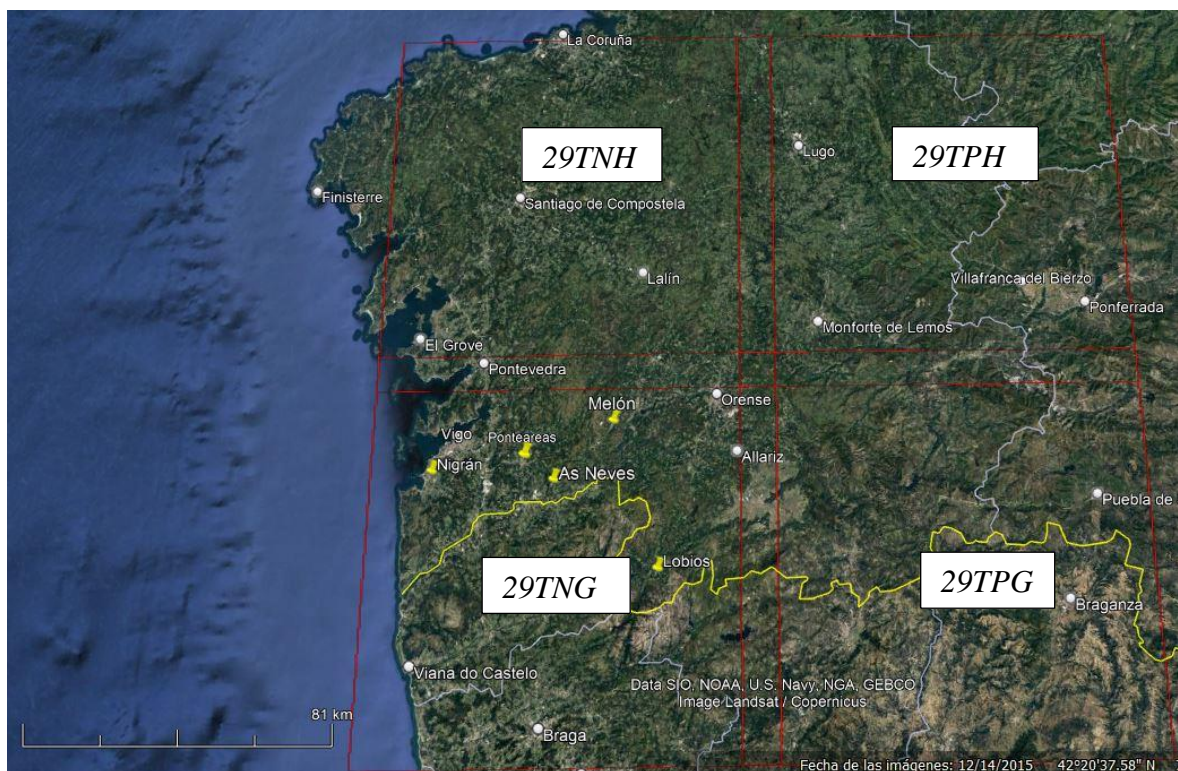 La Coruña
29TNH
29TPH
Lugo
Finisterre
Santiago de Compostela
Lalín
Villafranca del Bierzo
Ponferrada
Monforte de Lemos
El Grove
Pontevedra
Orense
Melón
Vigo
Ponteareas
Nigrán
As Neves
Allariz
Puebla de
Lobios
29TNG
29TPG
Braganza
Viana do Castelo
Data SIO, NOAA, U.S. Navy, NGA, GEBCO
Image Landsat / Copernicus
81 km
Braga
Fecha de las imágenes: 12/14/2015 42°20'37.58" N